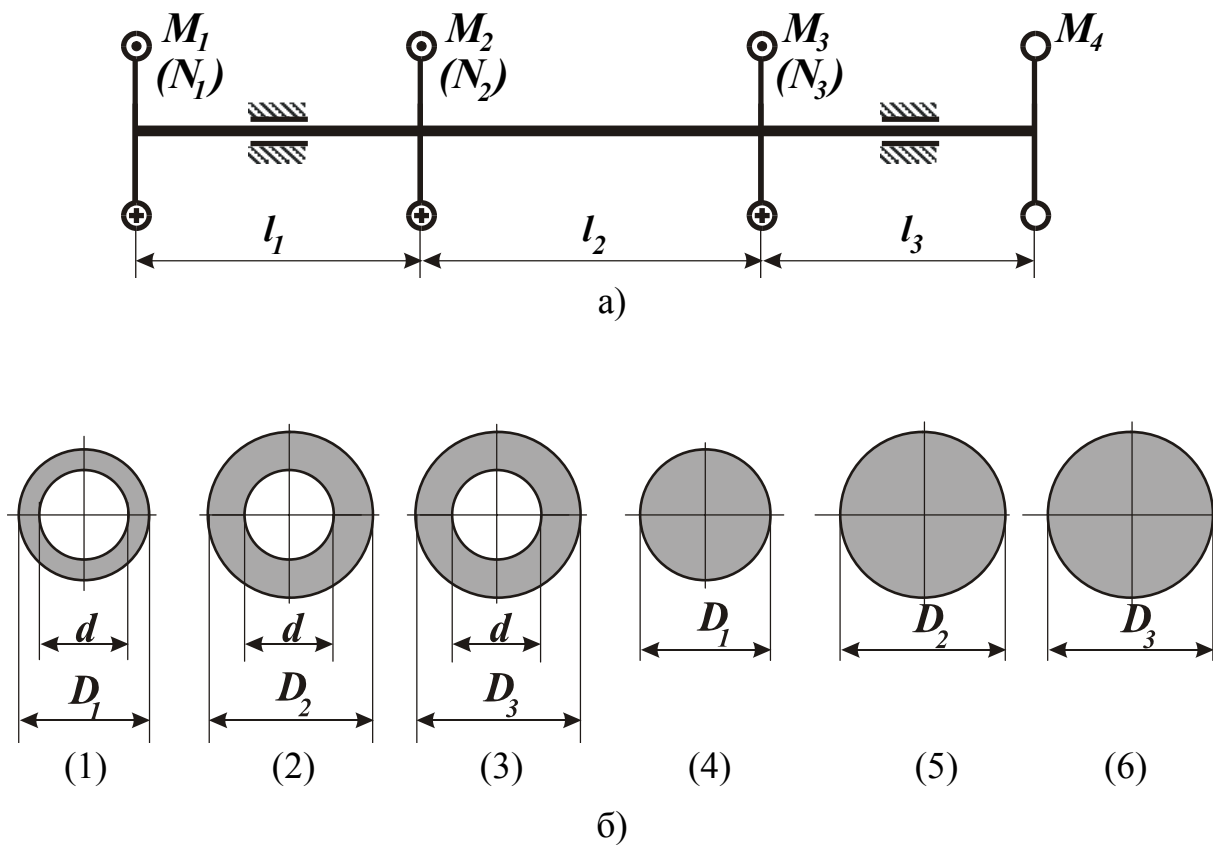 M₁ M₂ M₃ M₄
(N₁) (N₂) (N₃)
l₁ l₂ l₃
а)
d d d D₁ D₂ D₃
D₁ D₂ D₃
(1) (2) (3) (4) (5) (6)
б)